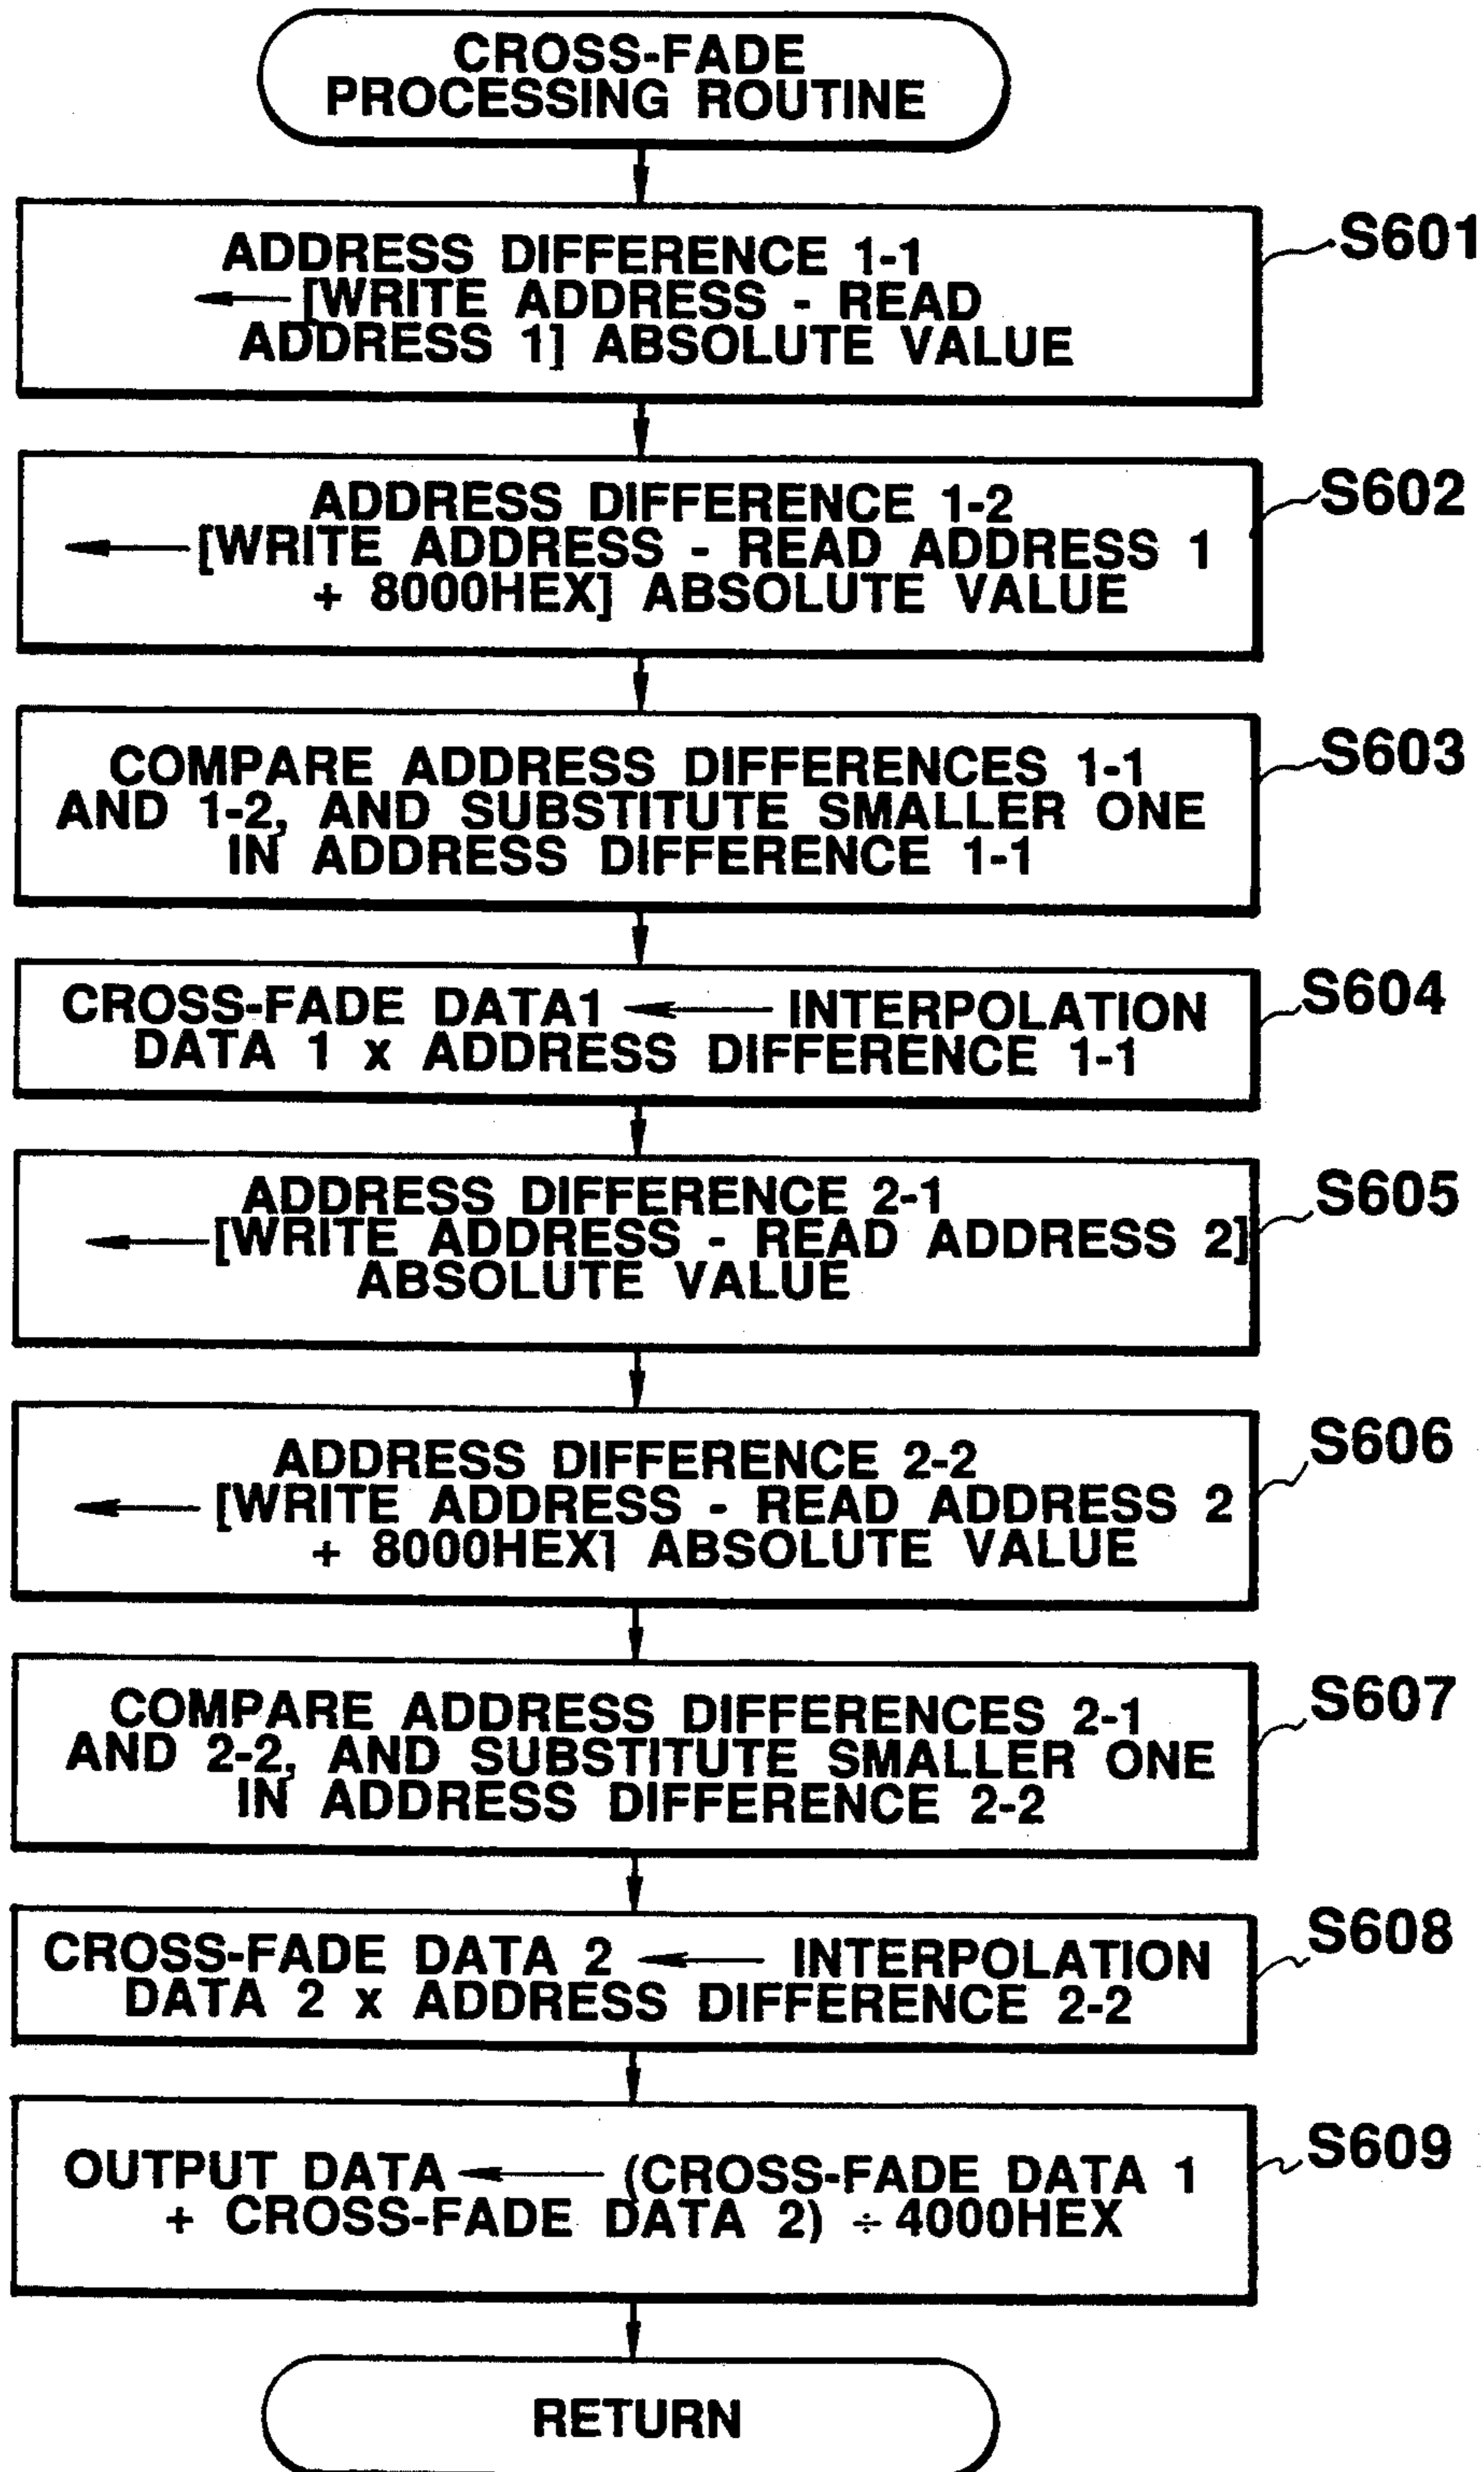 CROSS-FADE
PROCESSING ROUTINE
ADDRESS DIFFERENCE 1-1
[WRITE ADDRESS - READ
ADDRESS 1] ABSOLUTE VALUE
S601
ADDRESS DIFFERENCE 1-2
[WRITE ADDRESS - READ ADDRESS 1
+ 8000HEX] ABSOLUTE VALUE
S602
COMPARE ADDRESS DIFFERENCES 1-1
AND 1-2, AND SUBSTITUTE SMALLER ONE
IN ADDRESS DIFFERENCE 1-1
S603
CROSS-FADE DATA1 ← INTERPOLATION
DATA 1 x ADDRESS DIFFERENCE 1-1
S604
ADDRESS DIFFERENCE 2-1
[WRITE ADDRESS - READ ADDRESS 2]
ABSOLUTE VALUE
S605
ADDRESS DIFFERENCE 2-2
[WRITE ADDRESS - READ ADDRESS 2
+ 8000HEX] ABSOLUTE VALUE
S606
COMPARE ADDRESS DIFFERENCES 2-1
AND 2-2, AND SUBSTITUTE SMALLER ONE
IN ADDRESS DIFFERENCE 2-2
S607
CROSS-FADE DATA 2 ← INTERPOLATION
DATA 2 x ADDRESS DIFFERENCE 2-2
S608
OUTPUT DATA ← (CROSS-FADE DATA 1
+ CROSS-FADE DATA 2) ÷ 4000HEX
S609
RETURN